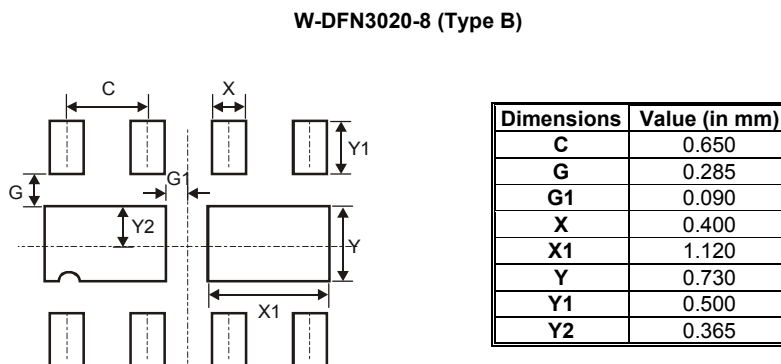 W-DFN3020-8 (Type B)
C
X
Y1
G
G1
Y2
Y
X1
Dimensions Value (in mm)
C 0.650
G 0.285
G1 0.090
X 0.400
X1 1.120
Y 0.730
Y1 0.500
Y2 0.365